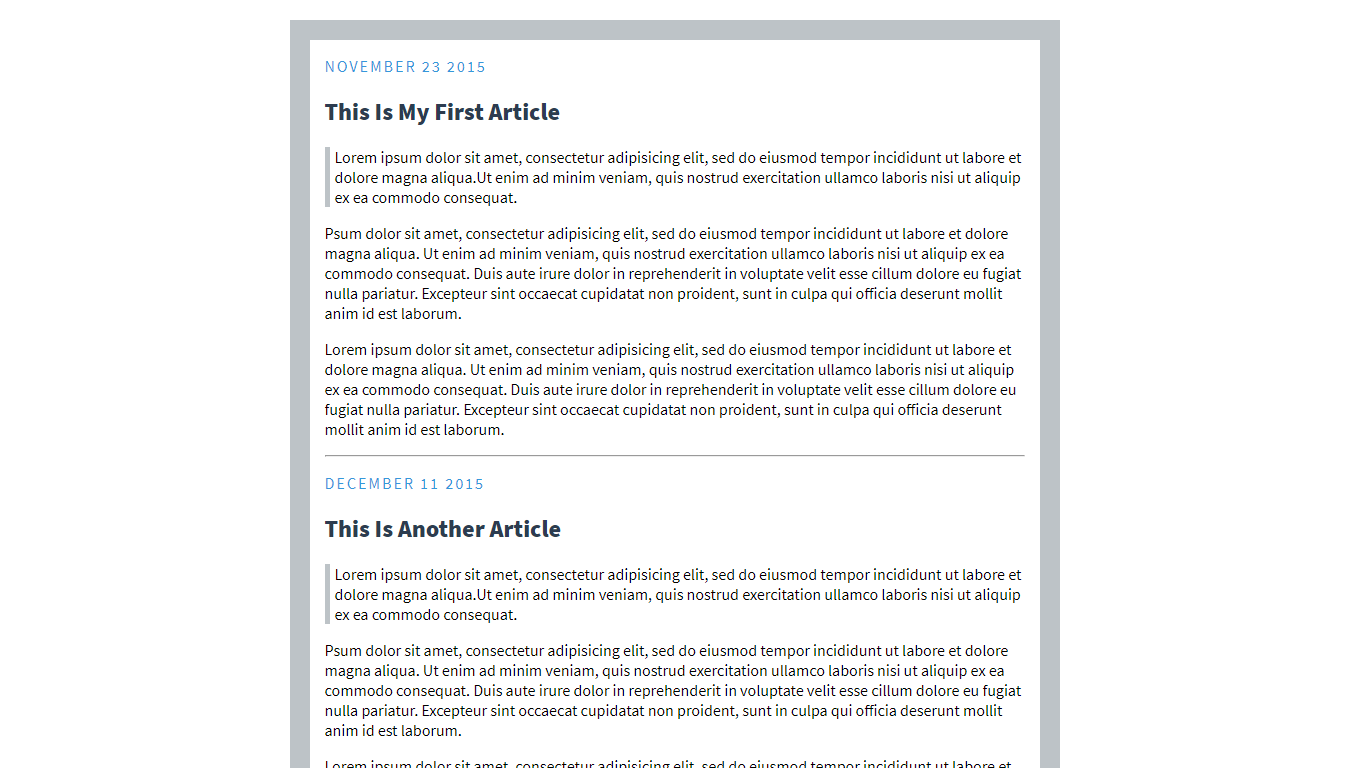 NOVEMBER 23 2015
This Is My First Article
Lorem ipsum dolor sit amet, consectetur adipisicing elit, sed do eiusmod tempor incididunt ut labore et
dolore magna aliqua.Ut enim ad minim veniam, quis nostrud exercitation ullamco laboris nisi ut aliquip
ex ea commodo consequat.
Psum dolor sit amet, consectetur adipisicing elit, sed do eiusmod tempor incididunt ut labore et dolore
magna aliqua. Ut enim ad minim veniam, quis nostrud exercitation ullamco laboris nisi ut aliquip ex ea
commodo consequat. Duis aute irure dolor in reprehenderit in voluptate velit esse cillum dolore eu fugiat
nulla pariatur. Excepteur sint occaecat cupidatat non proident, sunt in culpa qui officia deserunt mollit
anim id est laborum.
Lorem ipsum dolor sit amet, consectetur adipisicing elit, sed do eiusmod tempor incididunt ut labore et
dolore magna aliqua. Ut enim ad minim veniam, quis nostrud exercitation ullamco laboris nisi ut aliquip
ex ea commodo consequat. Duis aute irure dolor in reprehenderit in voluptate velit esse cillum dolore eu
fugiat nulla pariatur. Excepteur sint occaecat cupidatat non proident, sunt in culpa qui officia deserunt
mollit anim id est laborum.
DECEMBER 11 2015
This Is Another Article
Lorem ipsum dolor sit amet, consectetur adipisicing elit, sed do eiusmod tempor incididunt ut labore et
dolore magna aliqua.Ut enim ad minim veniam, quis nostrud exercitation ullamco laboris nisi ut aliquip
ex ea commodo consequat.
Psum dolor sit amet, consectetur adipisicing elit, sed do eiusmod tempor incididunt ut labore et dolore
magna aliqua. Ut enim ad minim veniam, quis nostrud exercitation ullamco laboris nisi ut aliquip ex ea
commodo consequat. Duis aute irure dolor in reprehenderit in voluptate velit esse cillum dolore eu fugiat
nulla pariatur. Excepteur sint occaecat cupidatat non proident, sunt in culpa qui officia deserunt mollit
anim id est laborum.
Lorem ipsum dolor sit amet, consectetur adipisicing elit, sed do eiusmod tempor incididunt ut labore et